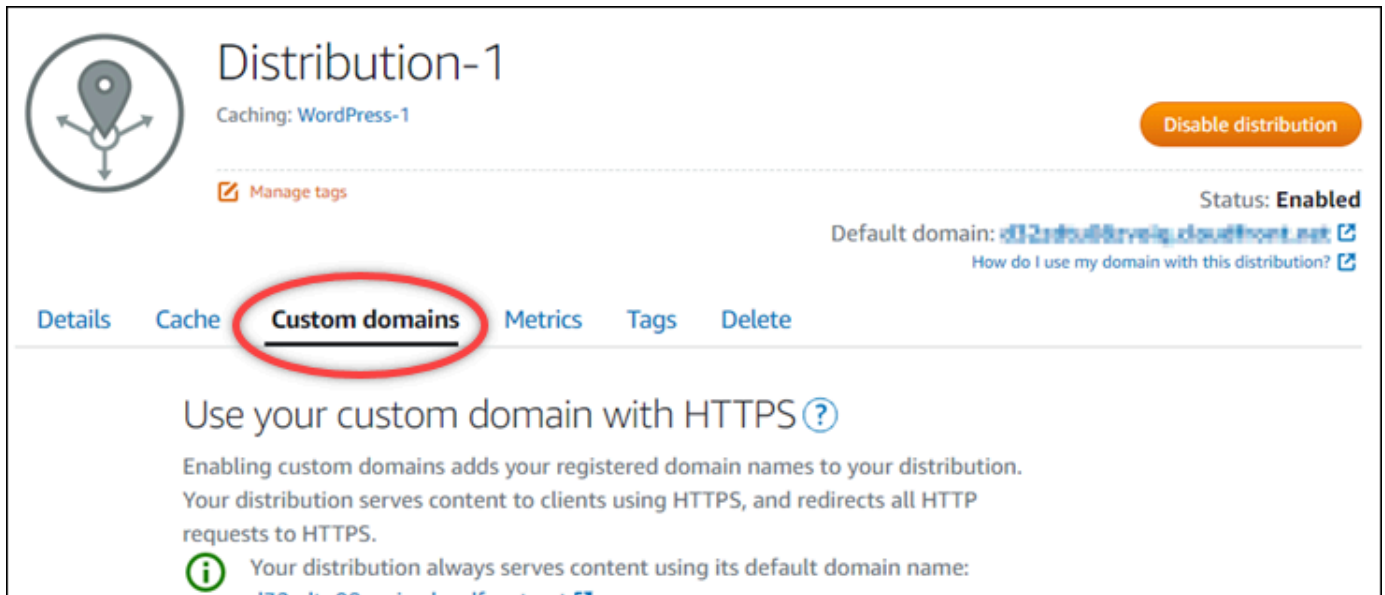 Distribution-1
Caching: WordPress-1
Disable distribution
Manage tags
Status: Enabled
Default domain:
How do I use my domain with this distribution?
Details Cache Custom domains Metrics Tags Delete
Use your custom domain with HTTPS ?
Enabling custom domains adds your registered domain names to your distribution.
Your distribution serves content to clients using HTTPS, and redirects all HTTP
requests to HTTPS.
Your distribution always serves content using its default domain name: